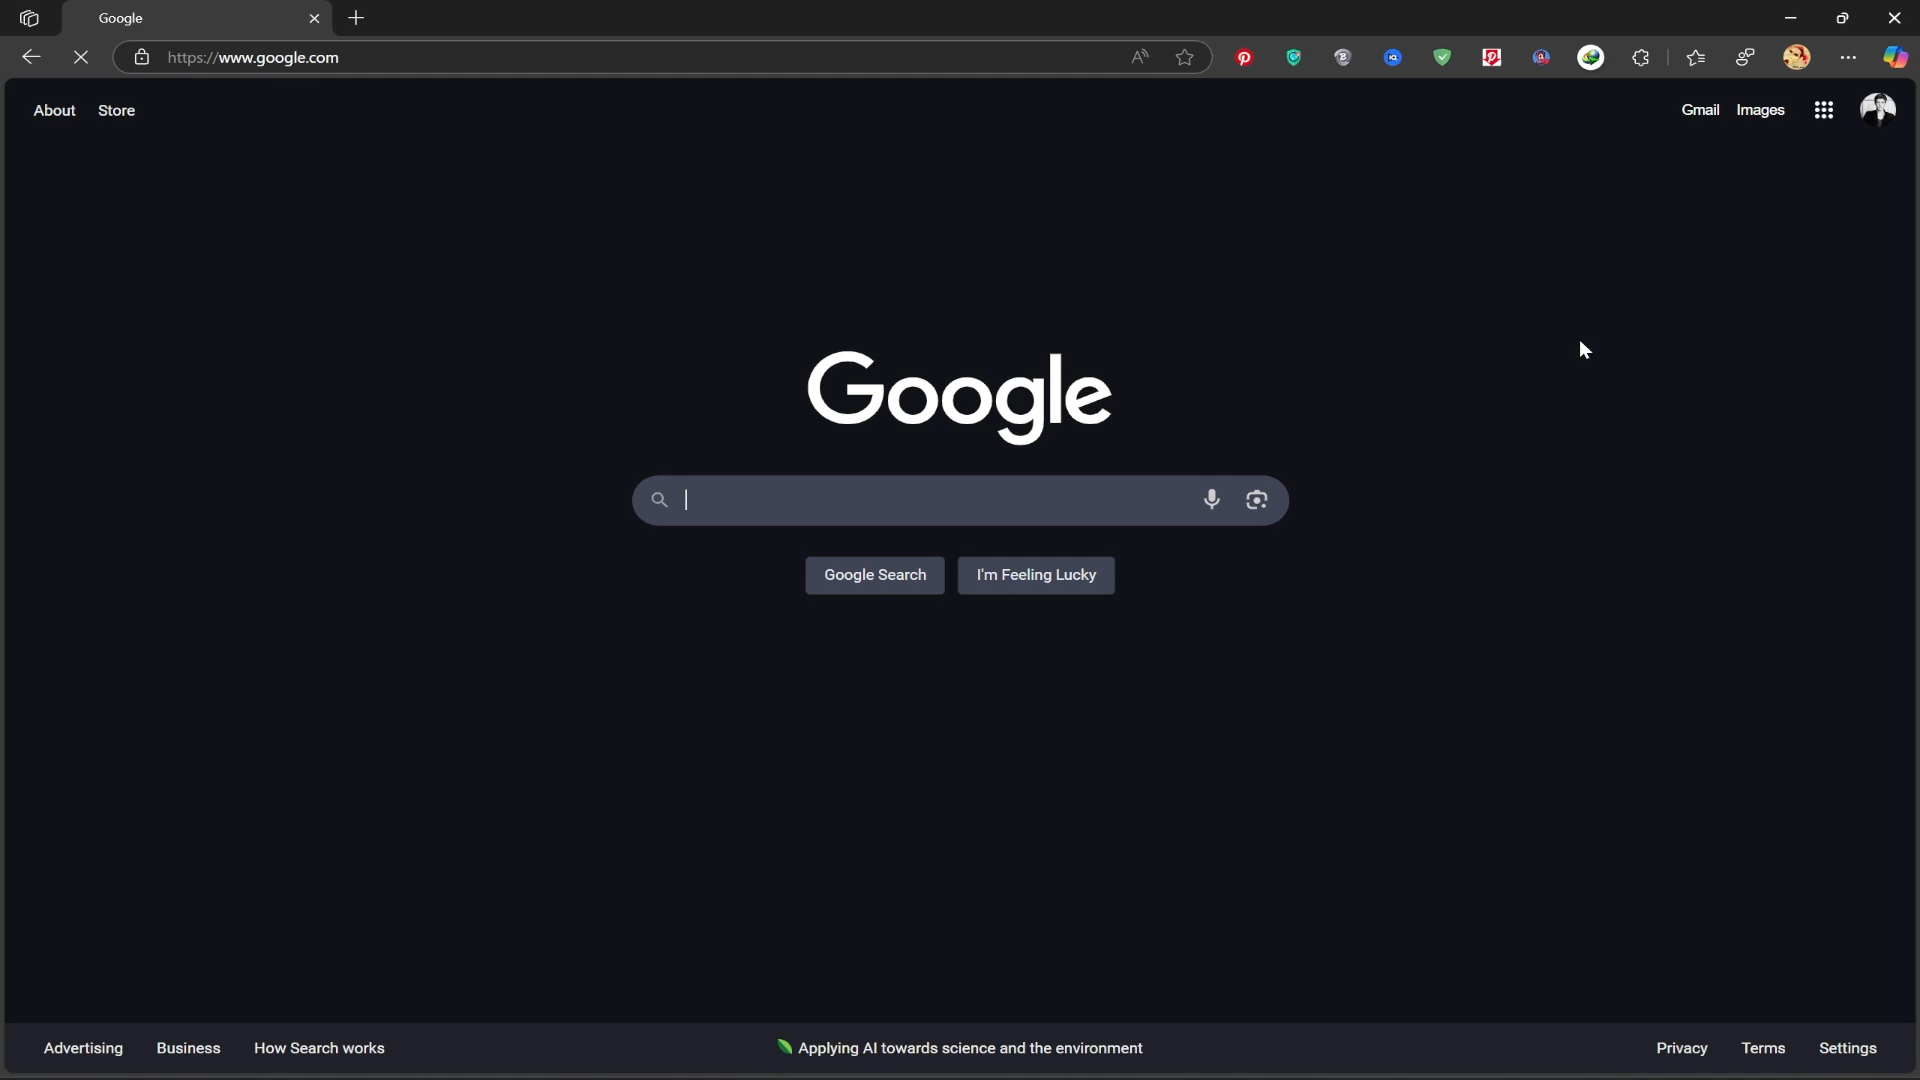 Google
https://www.google.com
About Store
Gmail Images
Google
Google Search I'm Feeling Lucky
Advertising Business How Search works
Applying AI towards science and the environment
Privacy Terms Settings